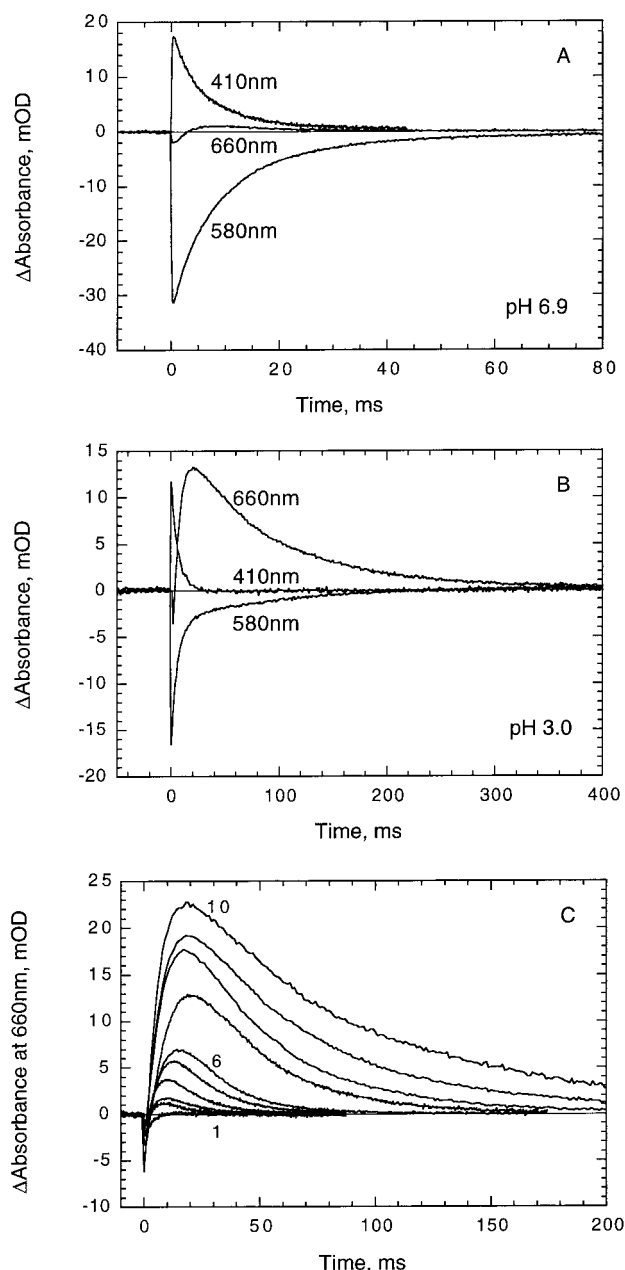 20
A
410nm
10
0
660nm
-10
580nm
-20
-30
pH 6.9
-40
0 20 40 60 80
ΔAbsorbance, mOD
Time, ms
15
B
10
660nm
5
410nm
0
580nm
-5
-10
-15
pH 3.0
-20
0 100 200 300 400
ΔAbsorbance, mOD
Time, ms
25
10
C
20
15
10
6
5
0
1
-5
-10
0 50 100 150 200
ΔAbsorbance at 660nm, mOD
Time, ms